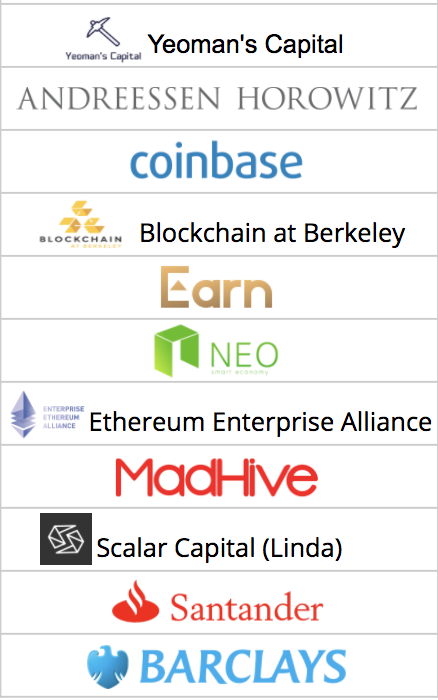 Yeoman's Capital Yeoman's Capital
ANDREESSEN HOROWITZ
coinbase
BLOCKCHAIN
AT BERKELEY
Blockchain at Berkeley
Earn
NEO
smart economy
ENTERPRISE
ETHEREUM
ALLIANCE
Ethereum Enterprise Alliance
MadHive
Scalar Capital (Linda)
Santander
BARCLAYS